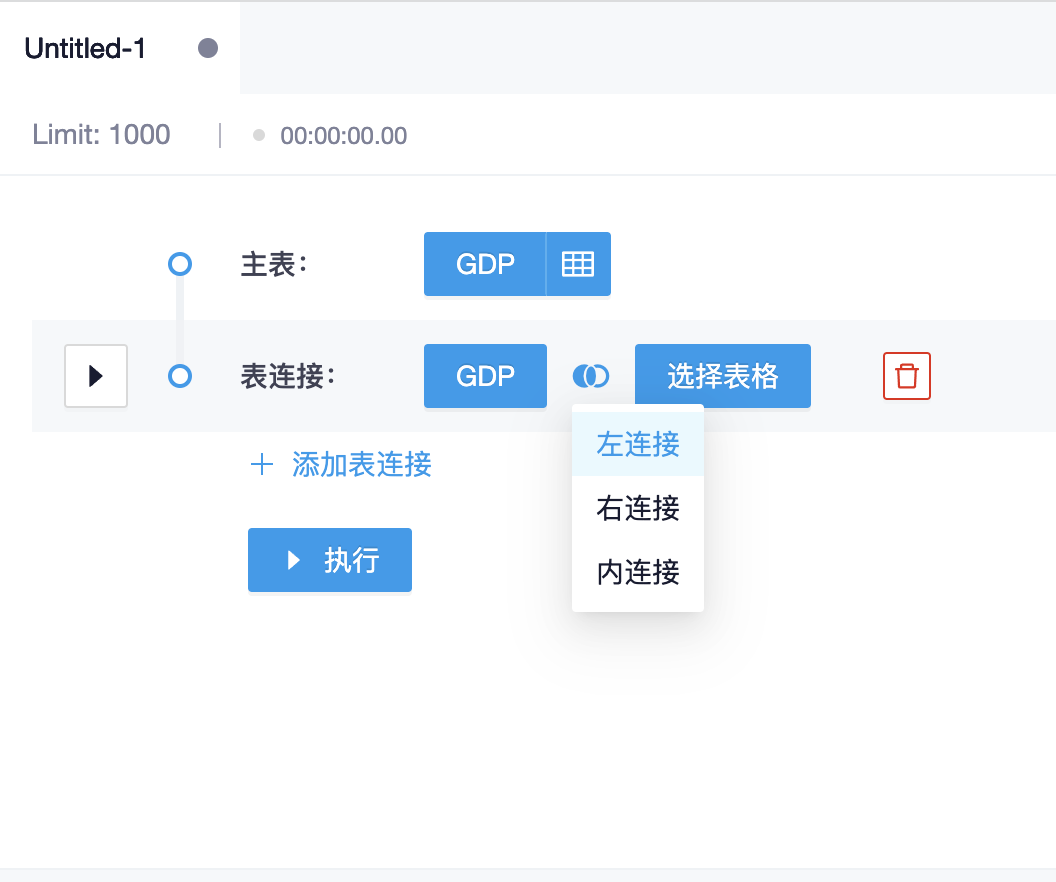 Untitled-1
Limit: 1000 00:00:00.00
主表： GDP
表连接： GDP 选择表格
左连接
添加表连接
右连接
执行
内连接